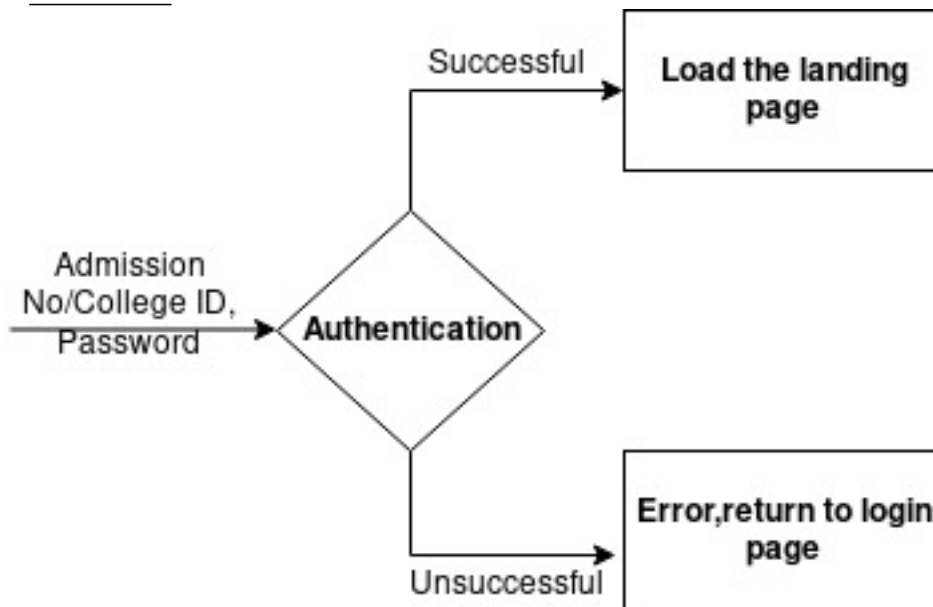 Successful
Load the landing
page
Admission
No/College ID,
Password
Authentication
Error,return to login
page
Unsuccessful